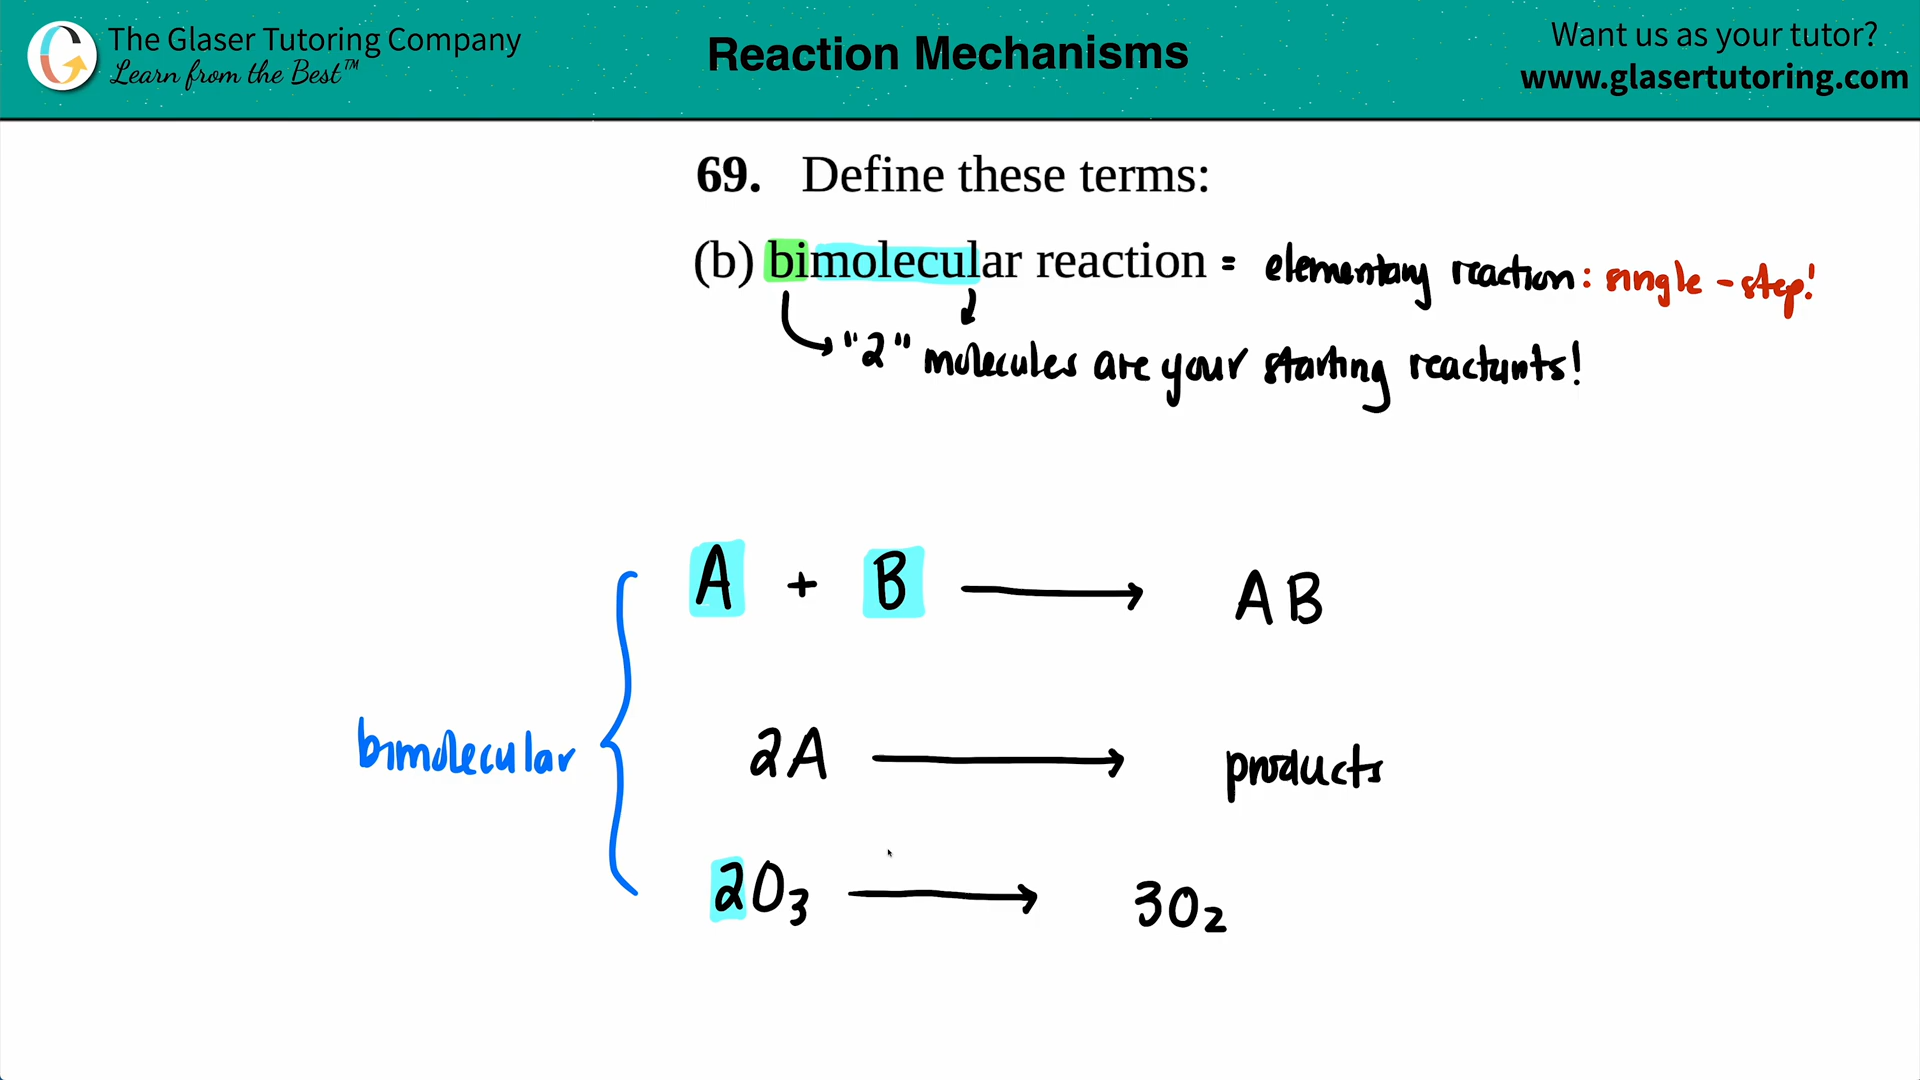 The Glaser Tutoring Company
Learn from the Best™
Reaction Mechanisms
Want us as your tutor?
www.glasertutoring.com
69. Define these terms:
(b) bimolecular reaction = elementary reaction: single-step!
"2" molecules are your starting reactants!
A + B → AB
bimolecular
2A → products
2O₃ → 3O₂